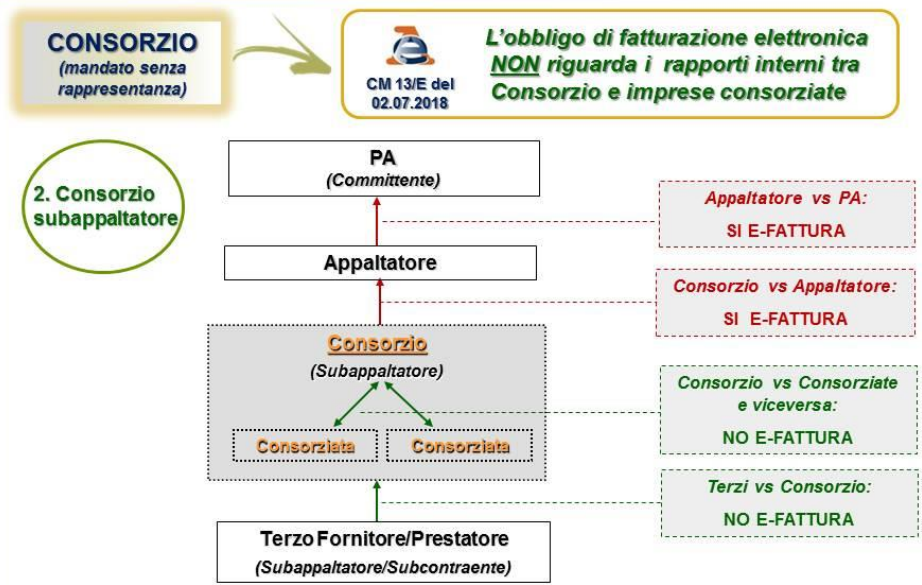 CONSORZIO
(mandato senza
rappresentanza)
CM 13/E del
02.07.2018
L'obbligo di fatturazione elettronica
NON riguarda i rapporti interni tra
Consorzio e imprese consorziate
2. Consorzio
subappaltatore
PA
(Committente)
Appaltatore vs PA:
SI E-FATTURA
Appaltatore
Consorzio vs Appaltatore:
SI E-FATTURA
Consorzio
(Subappaltatore)
Consorziata
Consorziata
Consorzio vs Consorziate
e viceversa:
NO E-FATTURA
Terzi vs Consorzio:
NO E-FATTURA
Terzo Fornitore/Prestatore
(Subappaltatore/Subcontraente)